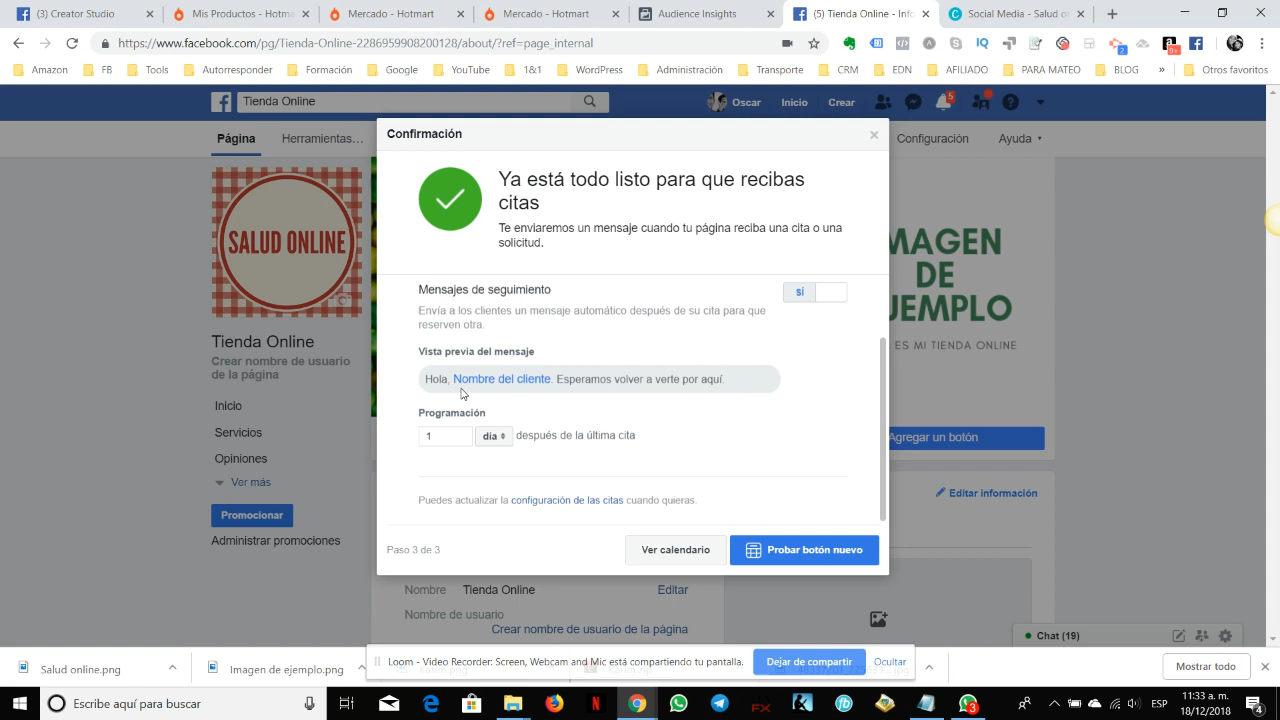 (3) Creador Smart
Mis Productos - Hotmart
Mercado - Hotmart
Audience Insights
(5) Tienda Online - Info
Social Media - Salud on
https://www.facebook.com/pg/Tienda-Online-2286959908200128/about/?ref=page_internal
Amazon
FB
Tools
Autorresponder
Formación
Google
YouTube
1&1
WordPress
Administración
Transporte
CRM
EDN
AFILIADO
PARA MATEO
BLOG
»
Otros favoritos
Tienda Online
Oscar
Inicio
Crear
5
Página
Herramientas...
Configuración
Ayuda
Confirmación
Ya está todo listo para que recibas
citas
Te enviaremos un mensaje cuando tu página reciba una cita o una
solicitud.
Mensajes de seguimiento
SÍ
Envía a los clientes un mensaje automático después de su cita para que
reserven otra.
Vista previa del mensaje
Hola, Nombre del cliente. Esperamos volver a verte por aquí.
Programación
1 día después de la última cita
Puedes actualizar la configuración de las citas cuando quieras.
Paso 3 de 3
Ver calendario
Probar botón nuevo
SALUD ONLINE
Tienda Online
Crear nombre de usuario
de la página
Inicio
Servicios
Opiniones
Ver más
Promocionar
Administrar promociones
IMAGEN
DE
EJEMPLO
ES MI TIENDA ONLINE
Agregar un botón
Editar información
Nombre Tienda Online Editar
Nombre de usuario
Crear nombre de usuario de la página
Chat (19)
Salud online.png
Imagen de ejemplo.png
Loom - Video Recorder: Screen, Webcam and Mic está compartiendo tu pantalla.
Dejar de compartir
Ocultar
Mostrar todo
Escribe aquí para buscar
ESP
11:33 a. m.
18/12/2018